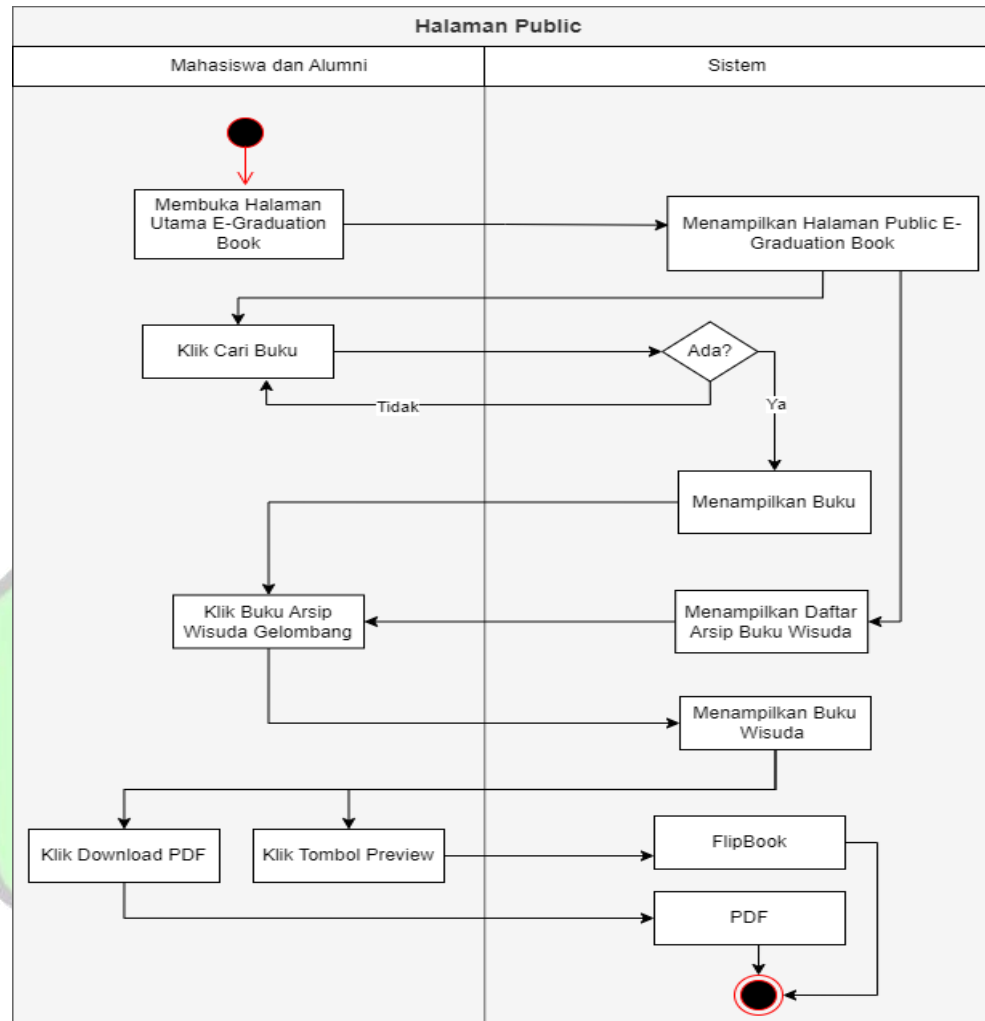 Halaman Public
Mahasiswa dan Alumni
Sistem
Membuka Halaman
Utama E-Graduation
Book
Menampilkan Halaman Public E-
Graduation Book
Klik Cari Buku
Ada?
Tidak
Ya
Menampilkan Buku
Klik Buku Arsip
Wisuda Gelombang
Menampilkan Daftar
Arsip Buku Wisuda
Menampilkan Buku
Wisuda
Klik Download PDF
Klik Tombol Preview
FlipBook
PDF